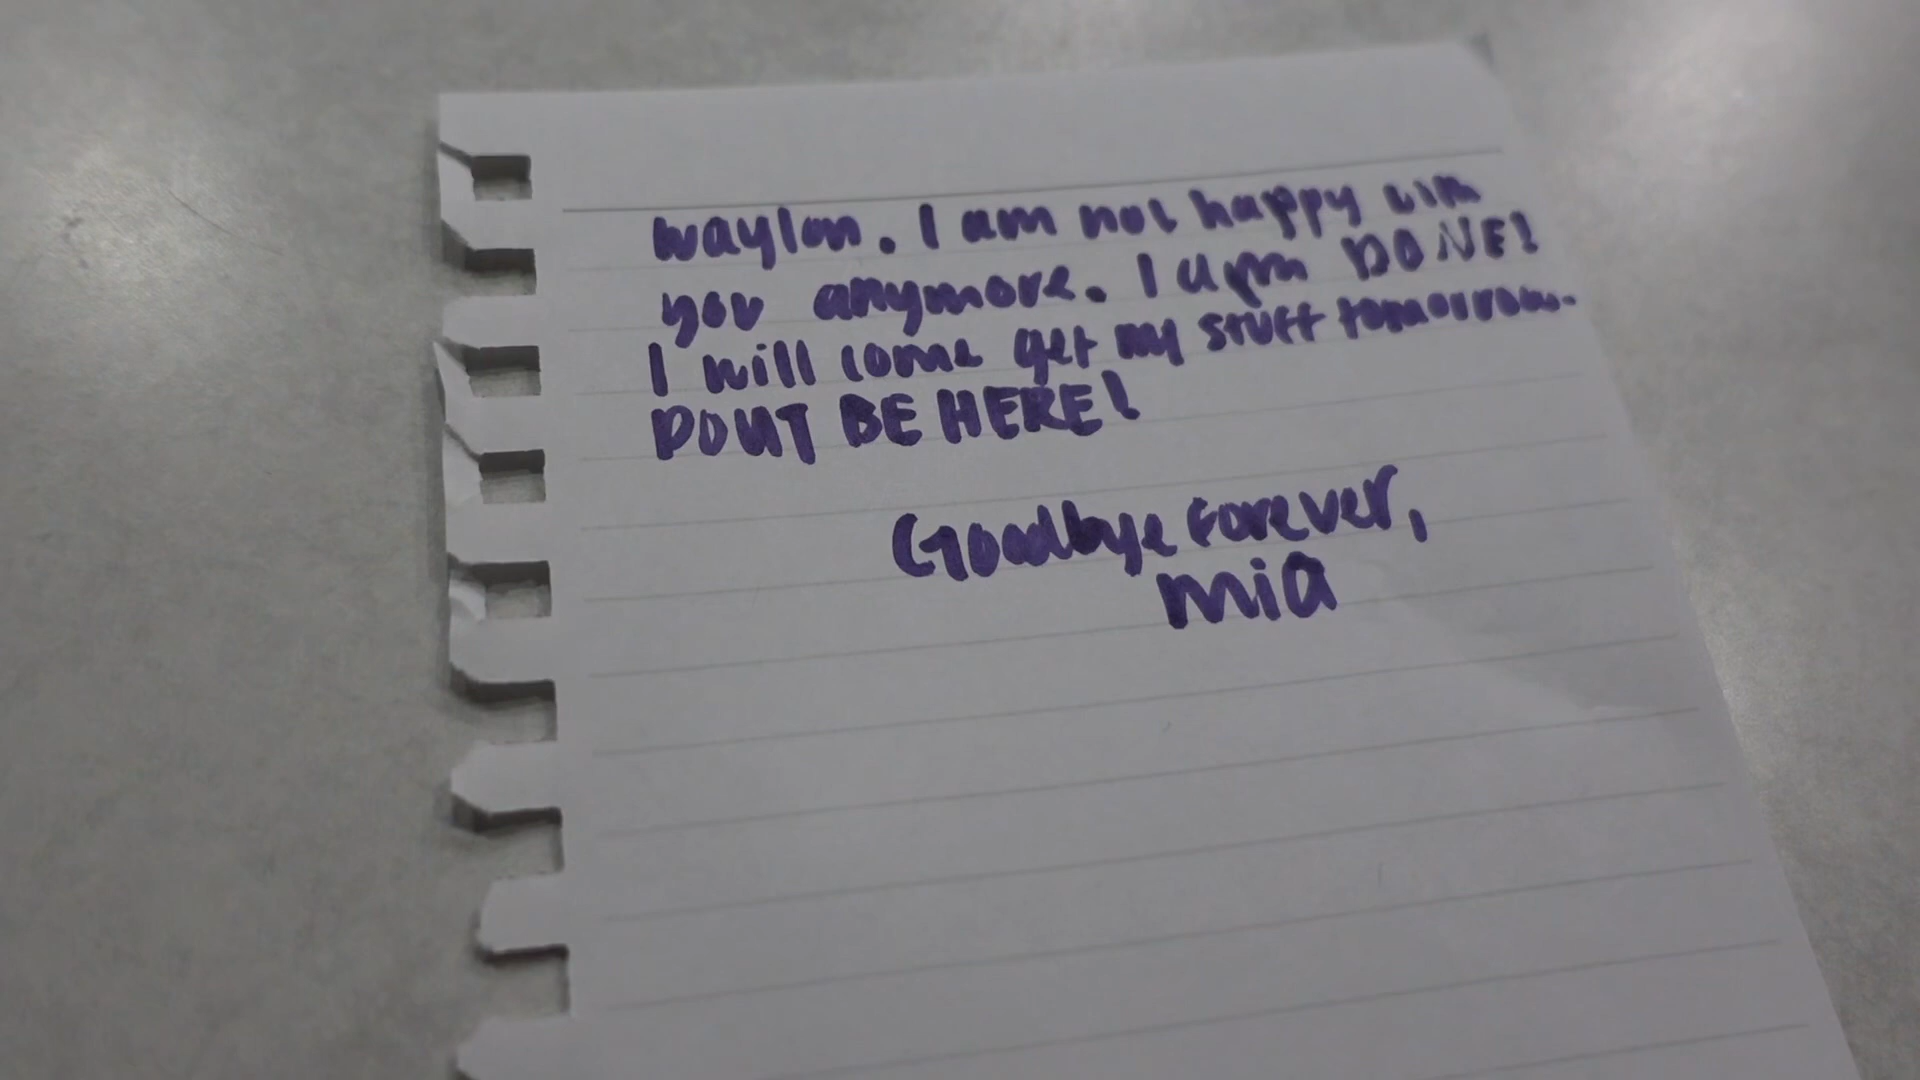 waylon. I am not happy with
you anymore. I am DONE!
I will come get my stuff tomorrow.
DONT BE HERE!
Goodbye Forever,
mia